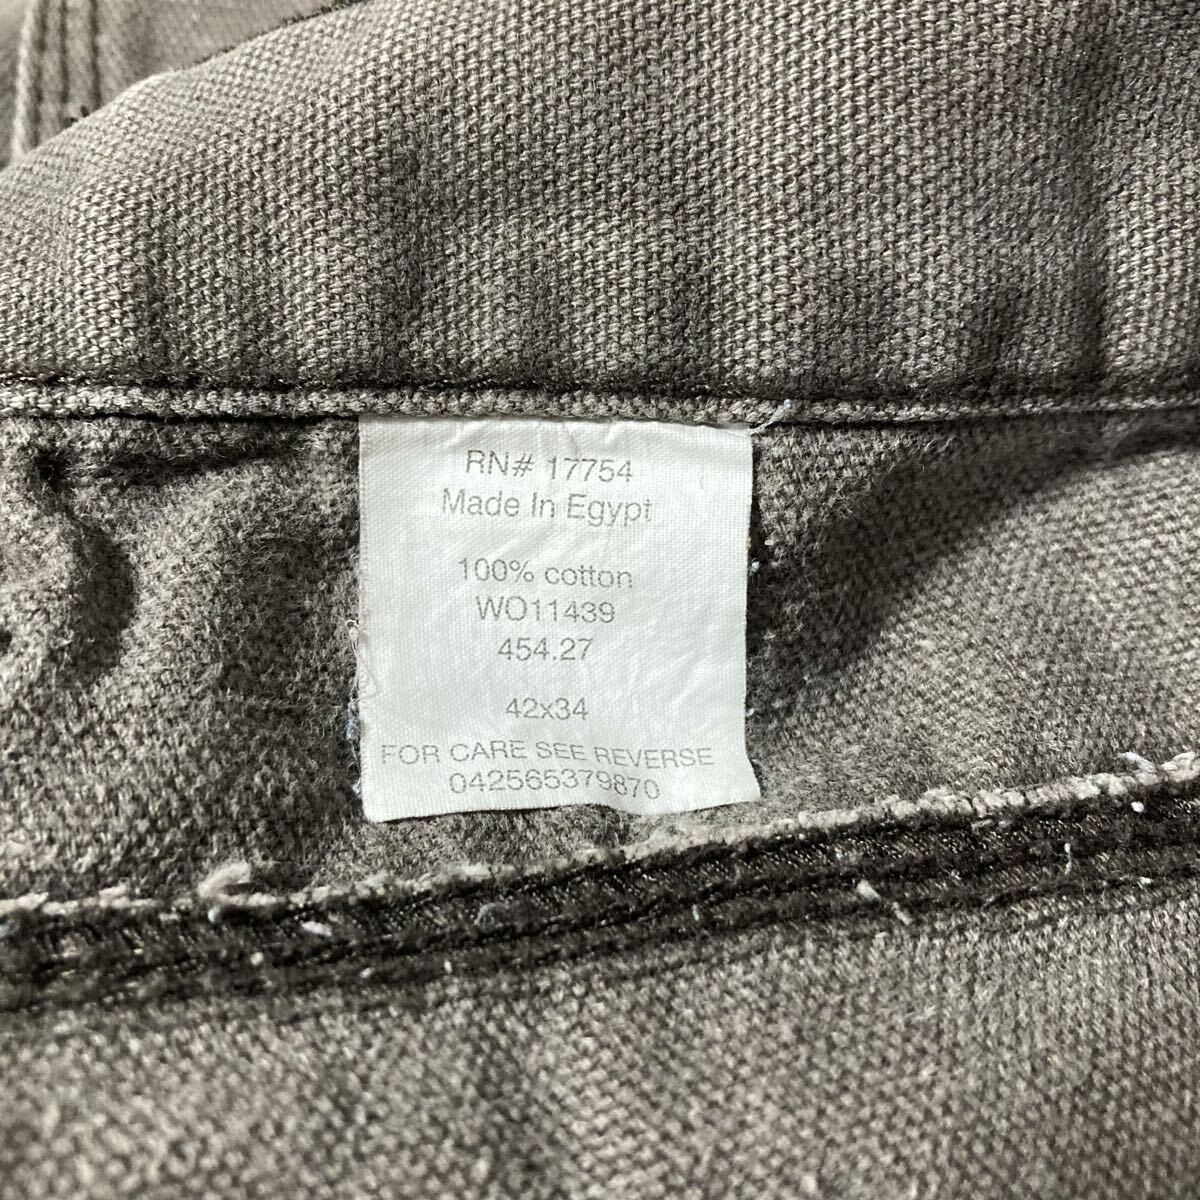 RN# 17754
Made In Egypt
100% cotton
WO11439
454.27
42x34
FOR CARE SEE REVERSE
042565379870